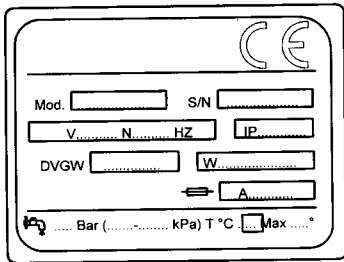 CE
Mod. ............... S/N ...............
V........... N......... HZ IP...........
DVGW ............... W....................
A............
..... Bar (.......-........ kPa) T °C .... Max .....°